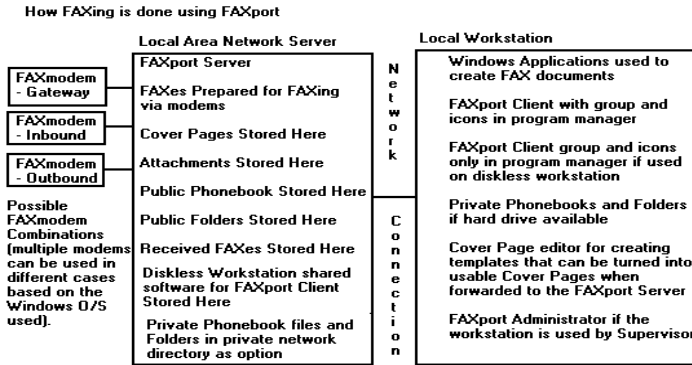 How FAXing is done using FAXport
Local Area Network Server
FAXport Server
FAXes Prepared for FAXing
via modems
Cover Pages Stored Here
Attachments Stored Here
Public Phonebook Stored Here
Public Folders Stored Here
Received FAXes Stored Here
Diskless Workstation shared
software for FAXport Client
Stored Here
Private Phonebook files and
Folders in private network
directory as option
FAXmodem
- Gateway
FAXmodem
- Inbound
FAXmodem
- Outbound
Possible
FAXmodem
Combinations
(multiple modems
can be used in
different cases
based on the
Windows O/S
used).
Network
Connection
Local Workstation
Windows Applications used to
create FAX documents
FAXport Client with group and
icons in program manager
FAXport Client group and icons
only in program manager if used
on diskless workstation
Private Phonebooks and Folders
if hard drive available
Cover Page editor for creating
templates that can be turned into
usable Cover Pages when
forwarded to the FAXport Server
FAXport Administrator if the
workstation is used by Supervisor